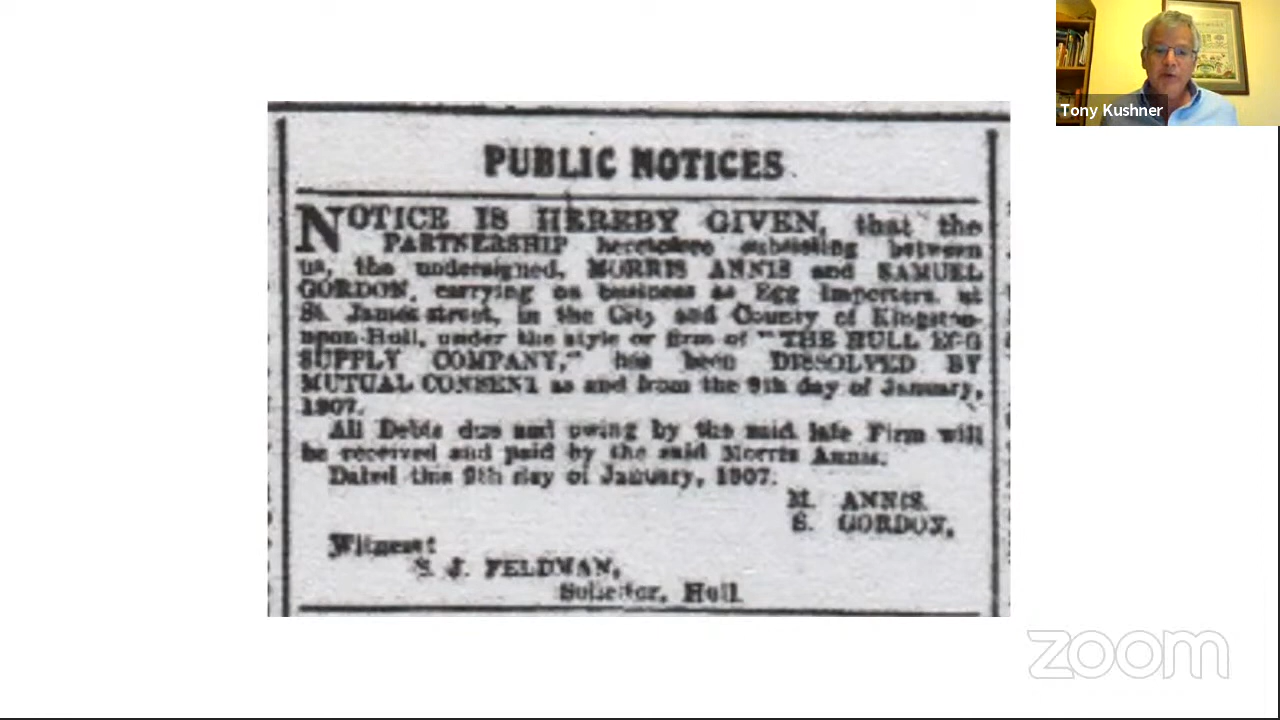 Tony Kushner
PUBLIC NOTICES
NOTICE IS HEREBY GIVEN, that the
PARTNERSHIP heretofore subsisting between
us, the undersigned, MORRIS ANNIS and SAMUEL
GORDON, carrying on business as Egg Importers, at
St. James-street, in the City and County of Kingston-
upon-Hull, under the style or firm of "THE HULL EGG
SUPPLY COMPANY," has been DISSOLVED BY
MUTUAL CONSENT as and from the 9th day of January,
1907.
All Debts due and owing by the said late Firm will
be received and paid by the said Morris Annis.
Dated this 9th day of January, 1907.
M. ANNIS.
S. GORDON.
Witness:
S. J. FELDMAN,
Solicitor, Hull.
zoom